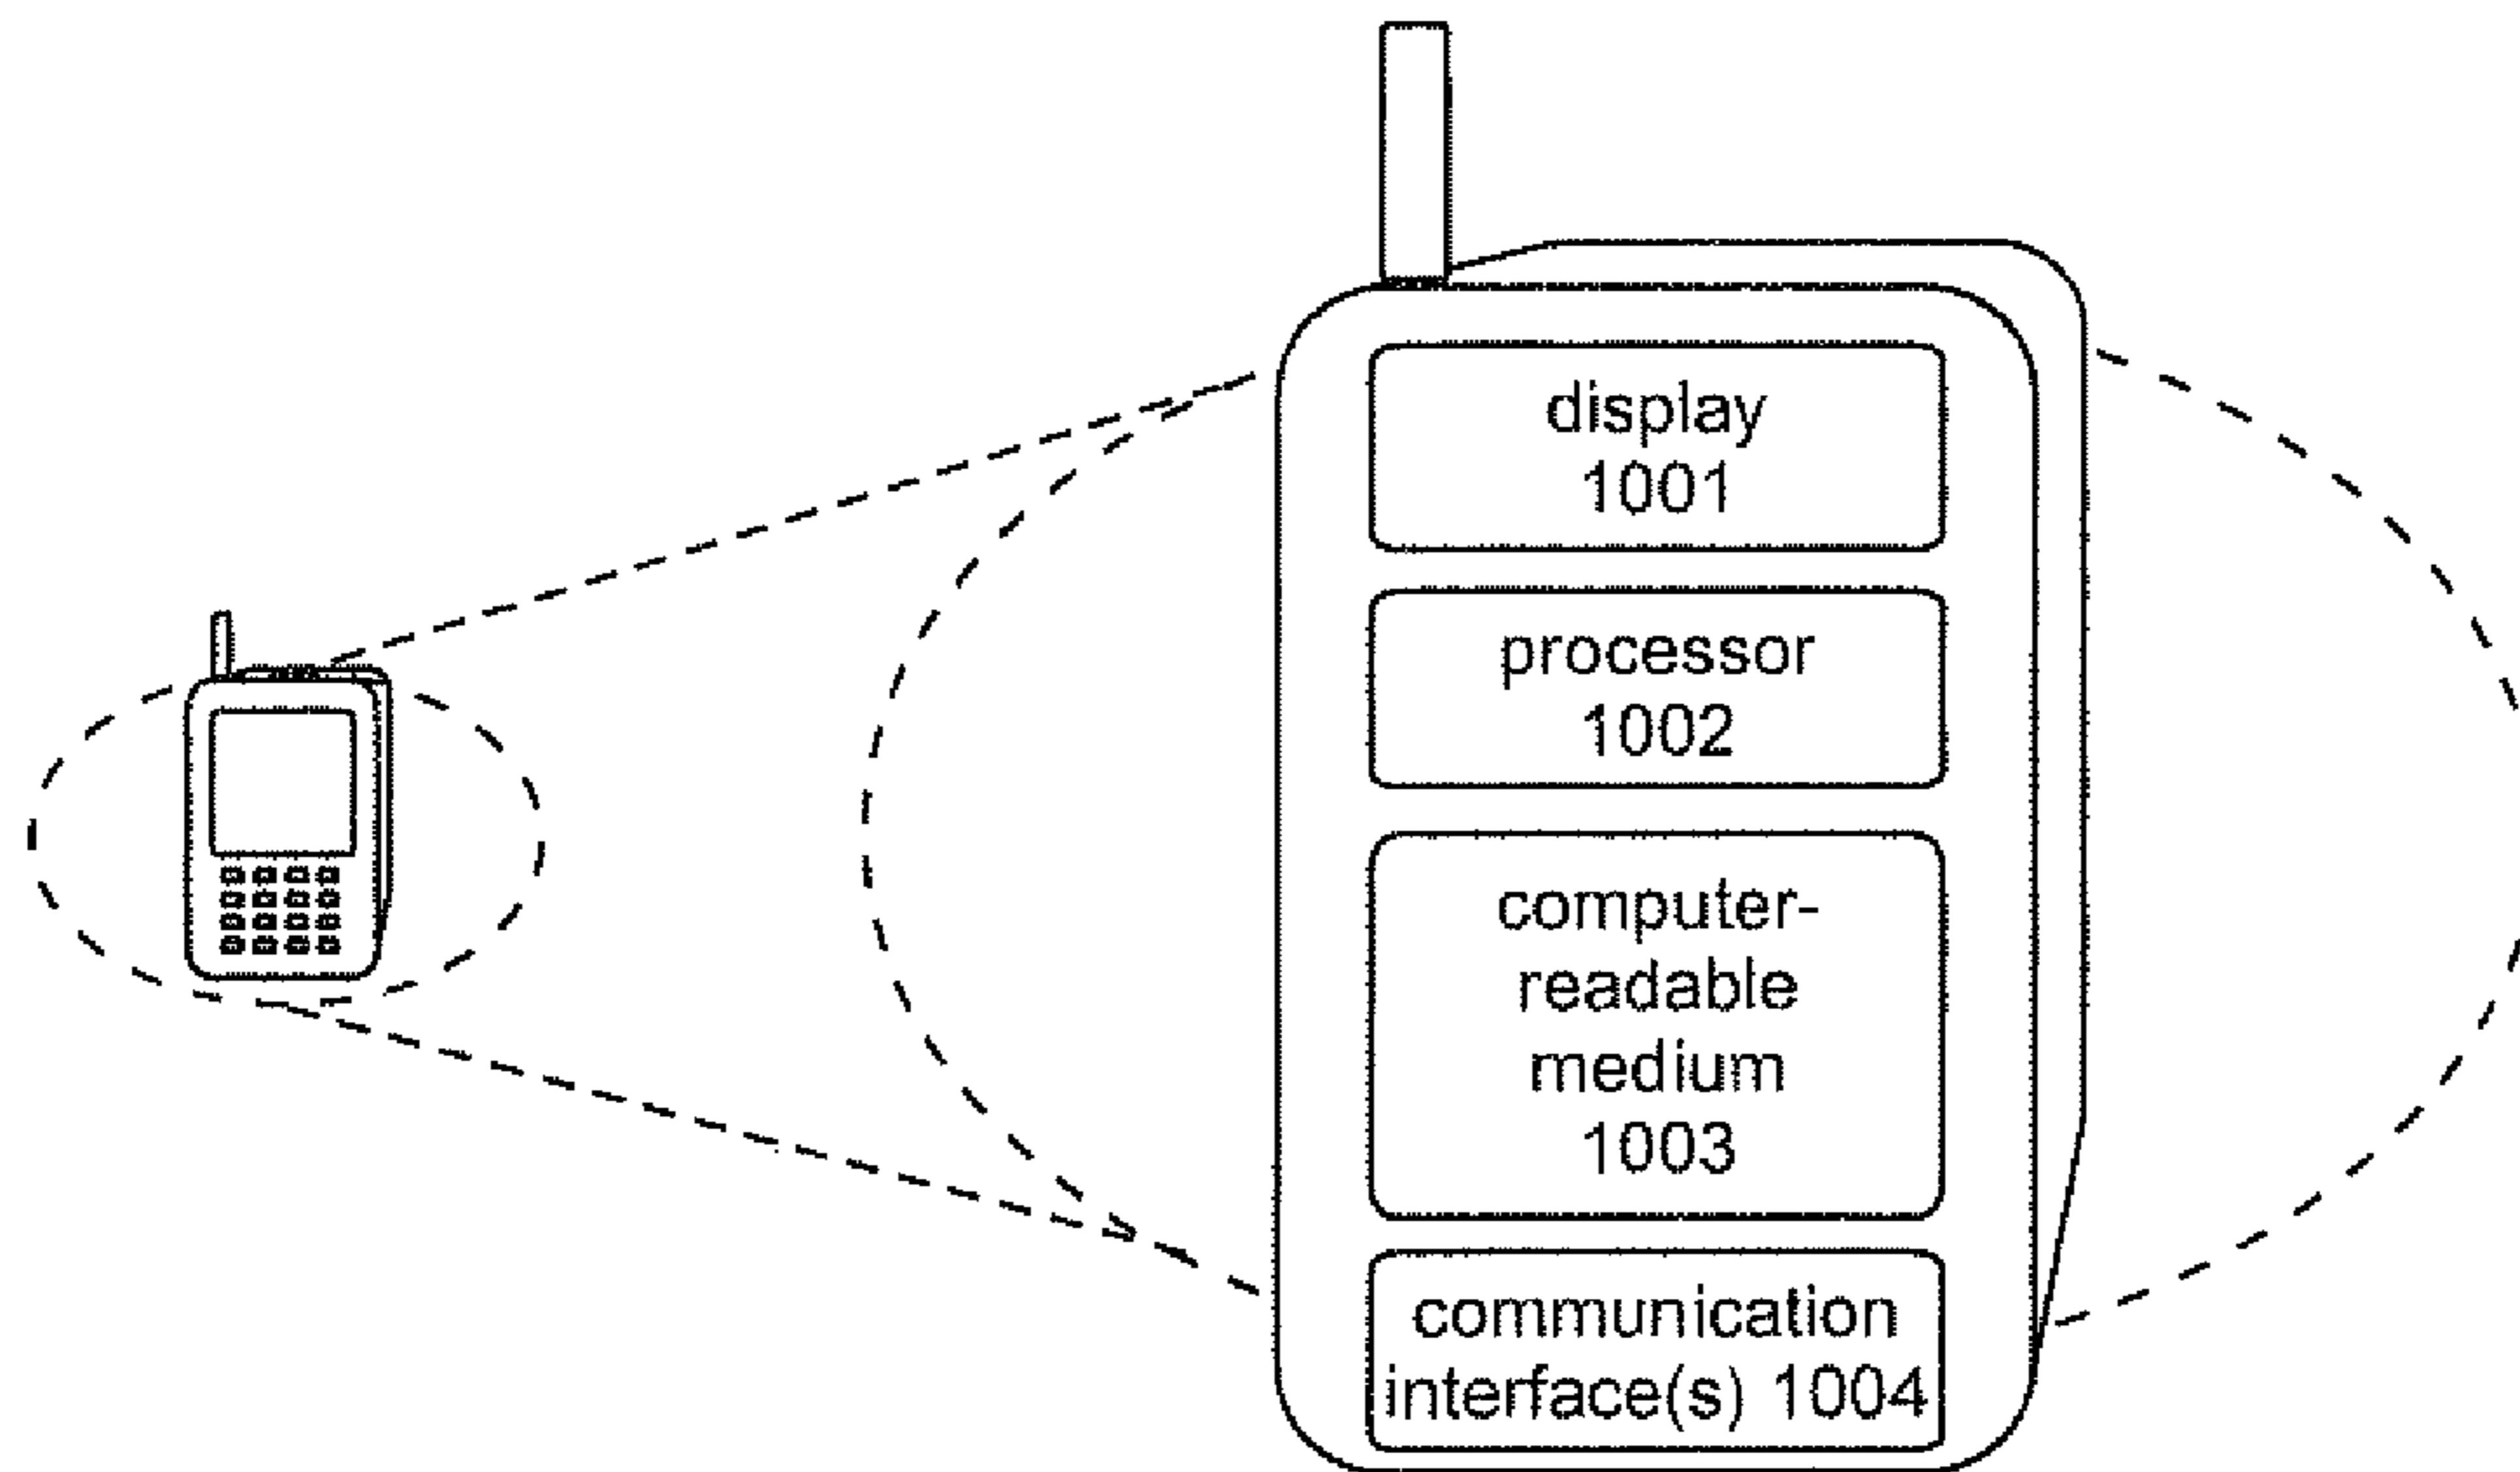 display
1001
processor
1002
computer-
readable
medium
1003
communication
interface(s) 1004